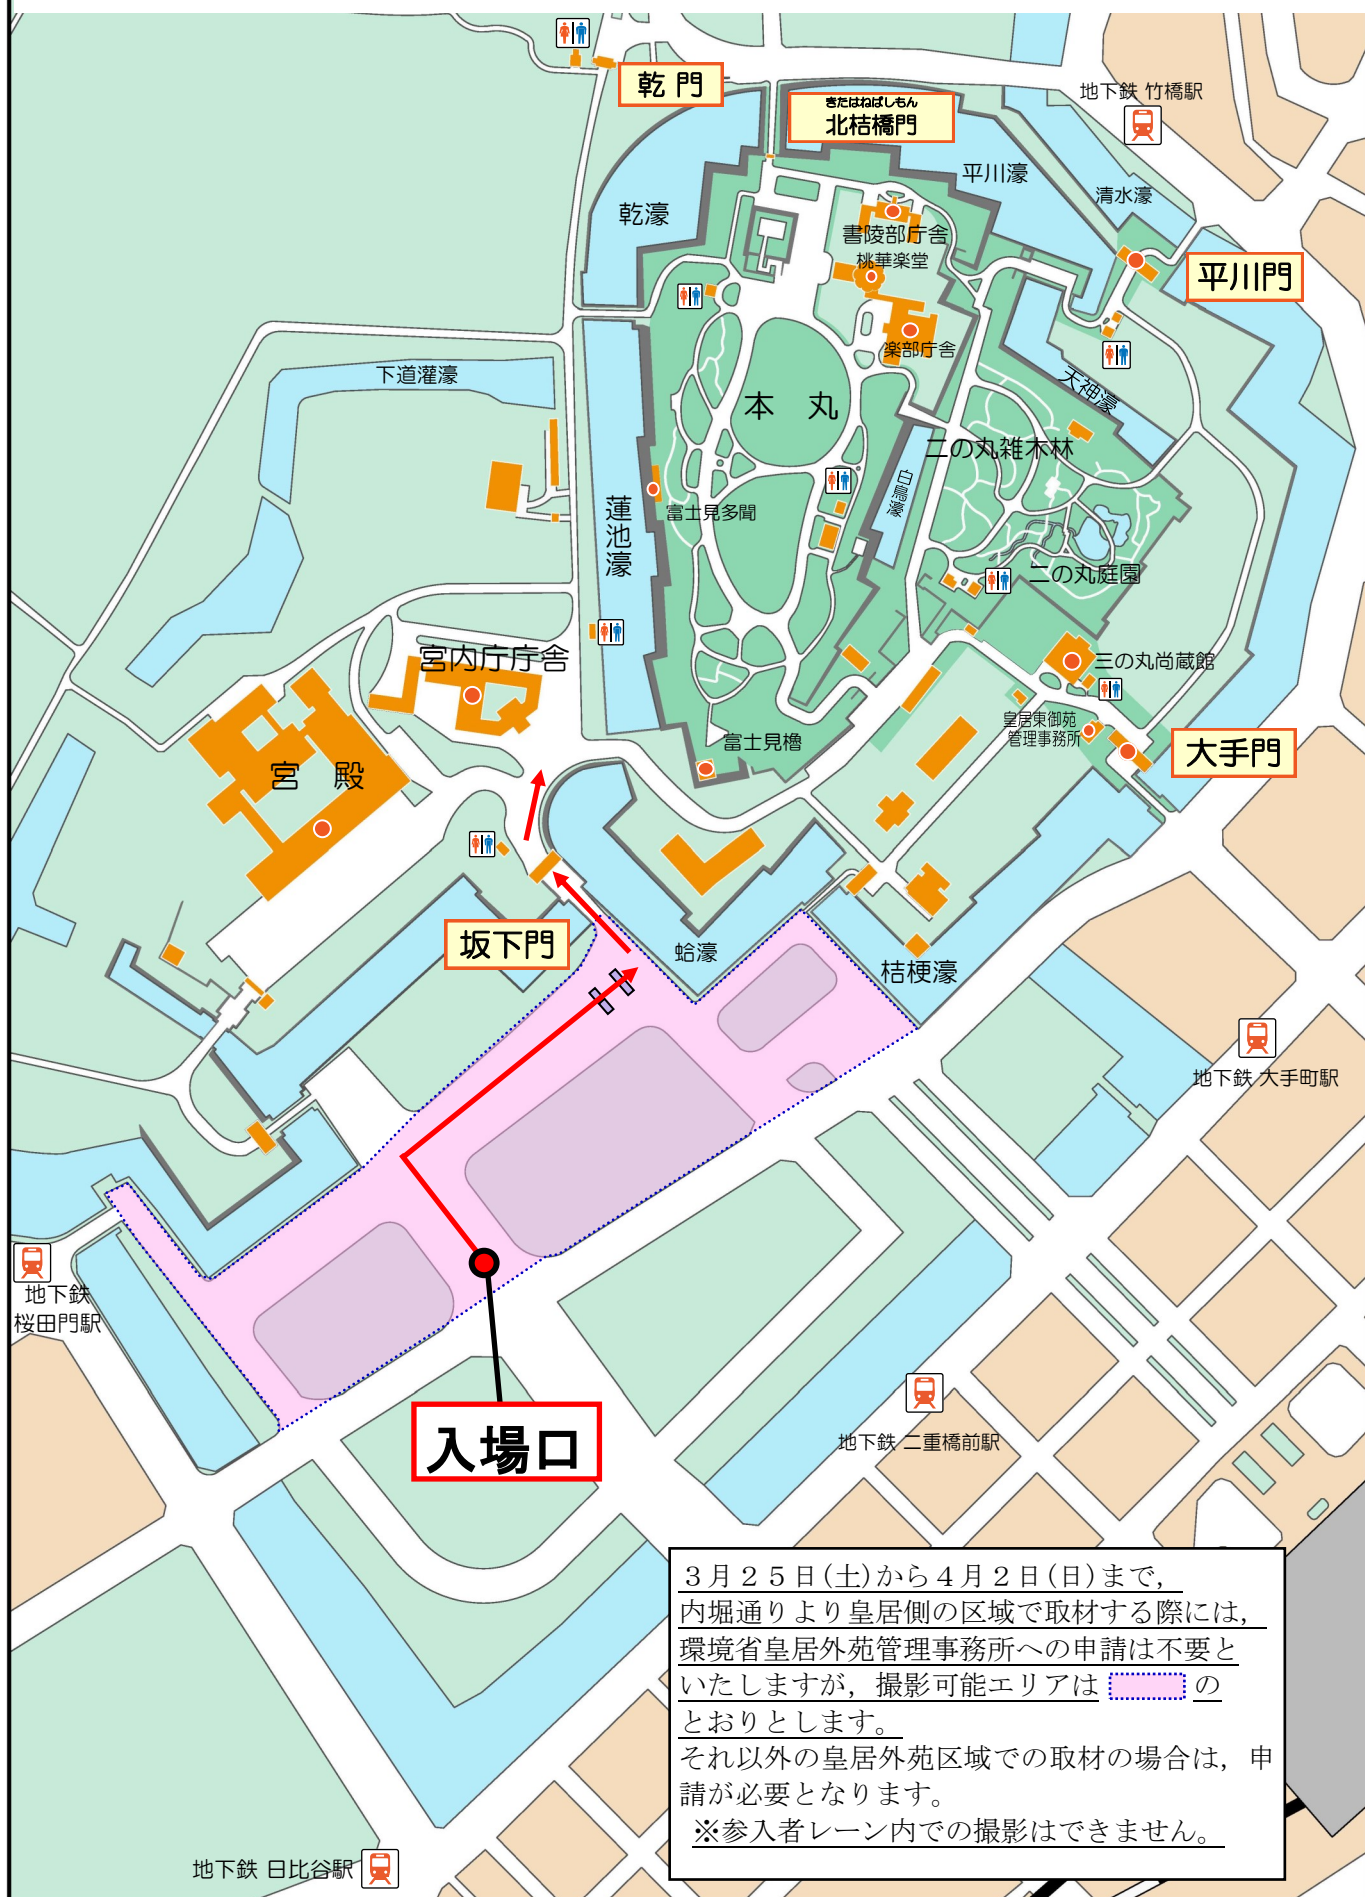 乾門
きたはねばしもん
北桔橋門
地下鉄 竹橋駅
平川濠
清水濠
乾濠
書陵部庁舎
桃華楽堂
平川門
楽部庁舎
下道灌濠
天神濠
本 丸
二の丸雑木林
白鳥濠
富士見多聞
蓮池濠
二の丸庭園
宮内庁庁舎
三の丸尚蔵館
皇居東御苑
管理事務所
富士見櫓
大手門
宮 殿
坂下門
蛤濠
桔梗濠
地下鉄 大手町駅
地下鉄
桜田門駅
入場口
地下鉄 二重橋前駅
3月25日(土)から4月2日(日)まで,
内堀通りより皇居側の区域で取材する際には,
環境省皇居外苑管理事務所への申請は不要と
いたしますが,撮影可能エリアは の
とおりとします。
それ以外の皇居外苑区域での取材の場合は,申
請が必要となります。
※参入者レーン内での撮影はできません。
地下鉄 日比谷駅